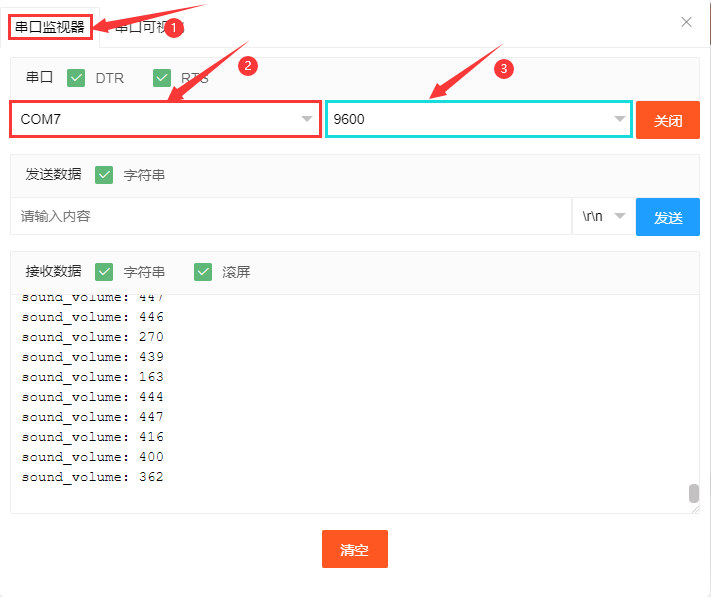 串口监视器 串口可视 1
串口 DTR RTS 2 3
COM7 9600 关闭
发送数据 字符串
请输入内容 \r\n 发送
接收数据 字符串 滚屏
sound_volume: 447
sound_volume: 446
sound_volume: 270
sound_volume: 439
sound_volume: 163
sound_volume: 444
sound_volume: 447
sound_volume: 416
sound_volume: 400
sound_volume: 362
清空